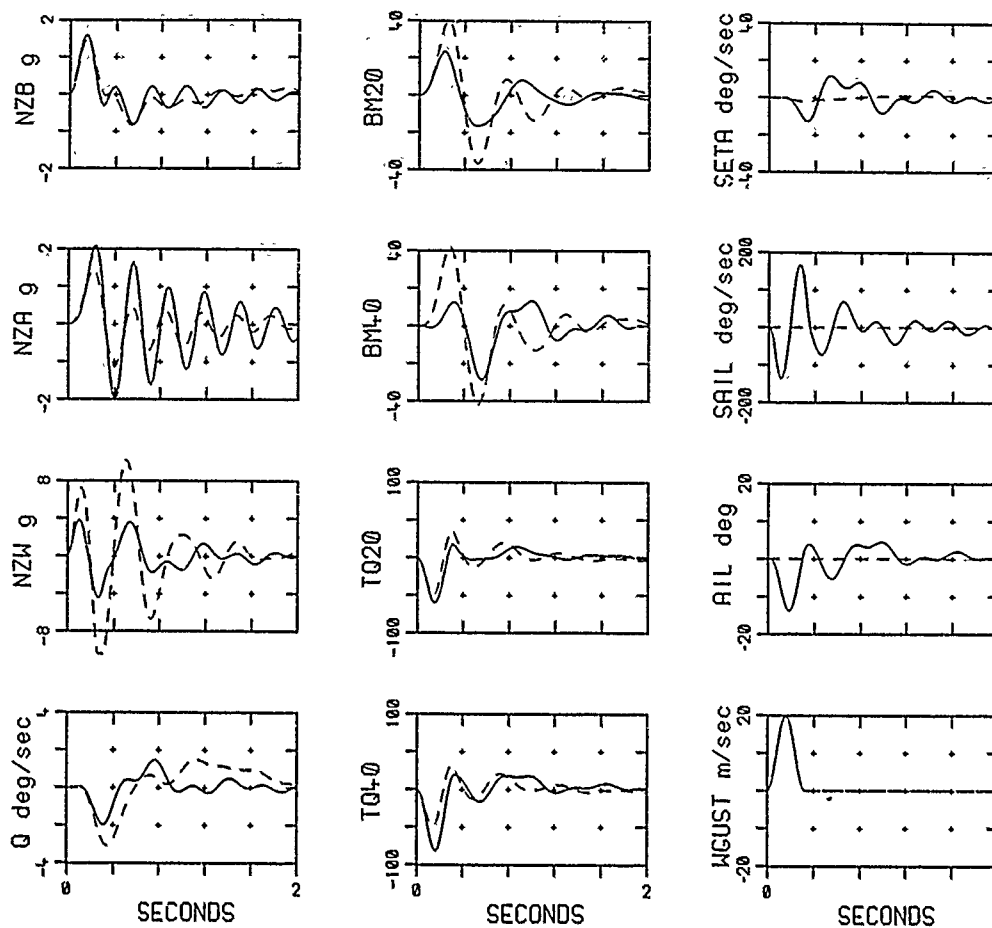 NZB g
2
-2
BM20
40
-40
SETA deg/sec
40
-40
NZA g
2
-2
BM40
40
-40
SAIL deg/sec
200
-200
NZW g
8
-8
TQ20
100
-100
AIL deg
20
-20
Q deg/sec
4
-4
0
2
SECONDS
TQ40
100
-100
0
2
SECONDS
WGUST m/sec
20
-20
0
SECONDS